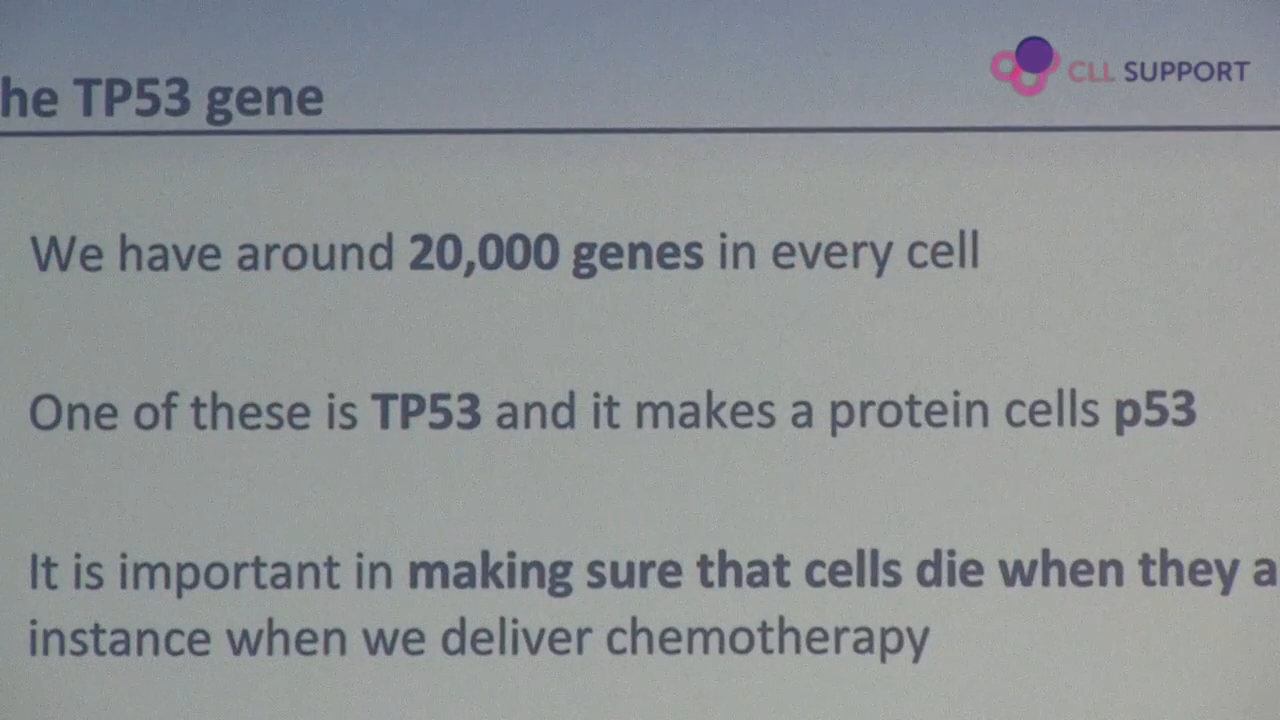 he TP53 gene
CLL SUPPORT
We have around 20,000 genes in every cell
One of these is TP53 and it makes a protein cells p53
It is important in making sure that cells die when they a
instance when we deliver chemotherapy